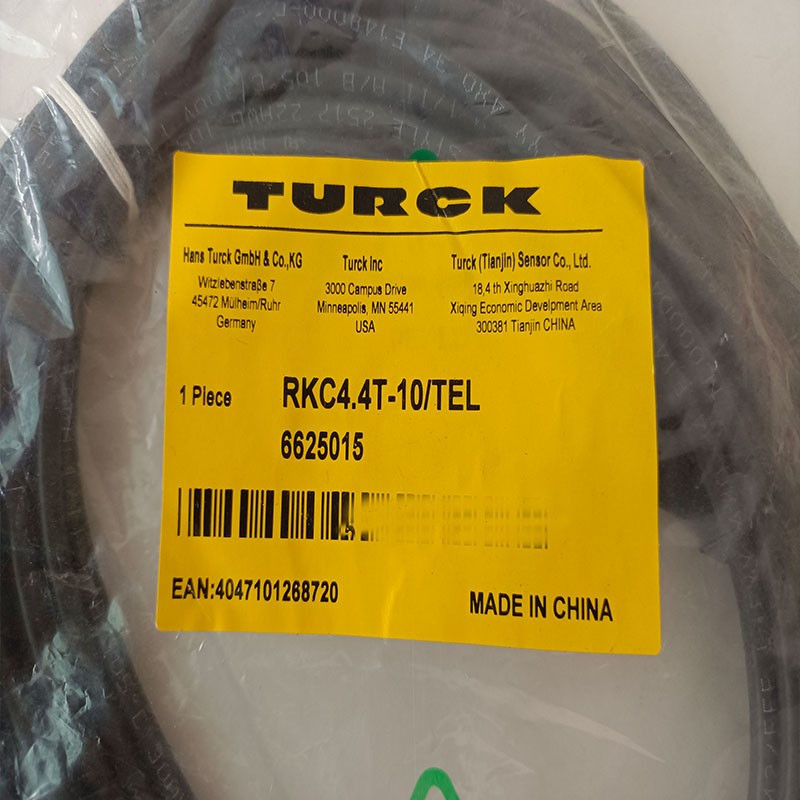 TURCK
Hans Turck GmbH & Co.,KG
Witzlebenstraße 7
45472 Mülheim/Ruhr
Germany
Turck Inc
3000 Campus Drive
Minneapolis, MN 55441
USA
Turck (Tianjin) Sensor Co., Ltd.
18,4 th Xinghuazhi Road
Xiqing Economic Develpment Area
300381 Tianjin CHINA
1 Piece
RKC4.4T-10/TEL
6625015
EAN:4047101268720
MADE IN CHINA